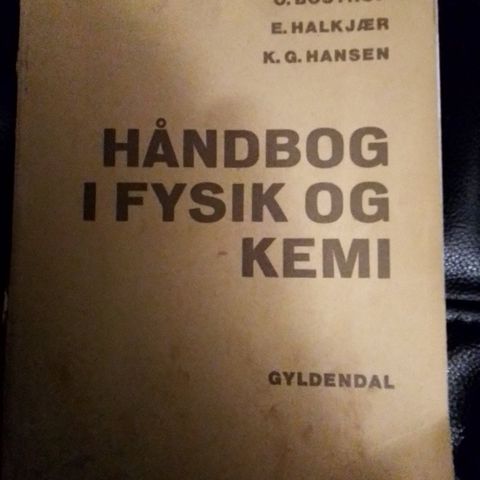 E. HALKJÆR
K. G. HANSEN
HÅNDBOG
I FYSIK OG
KEMI
GYLDENDAL